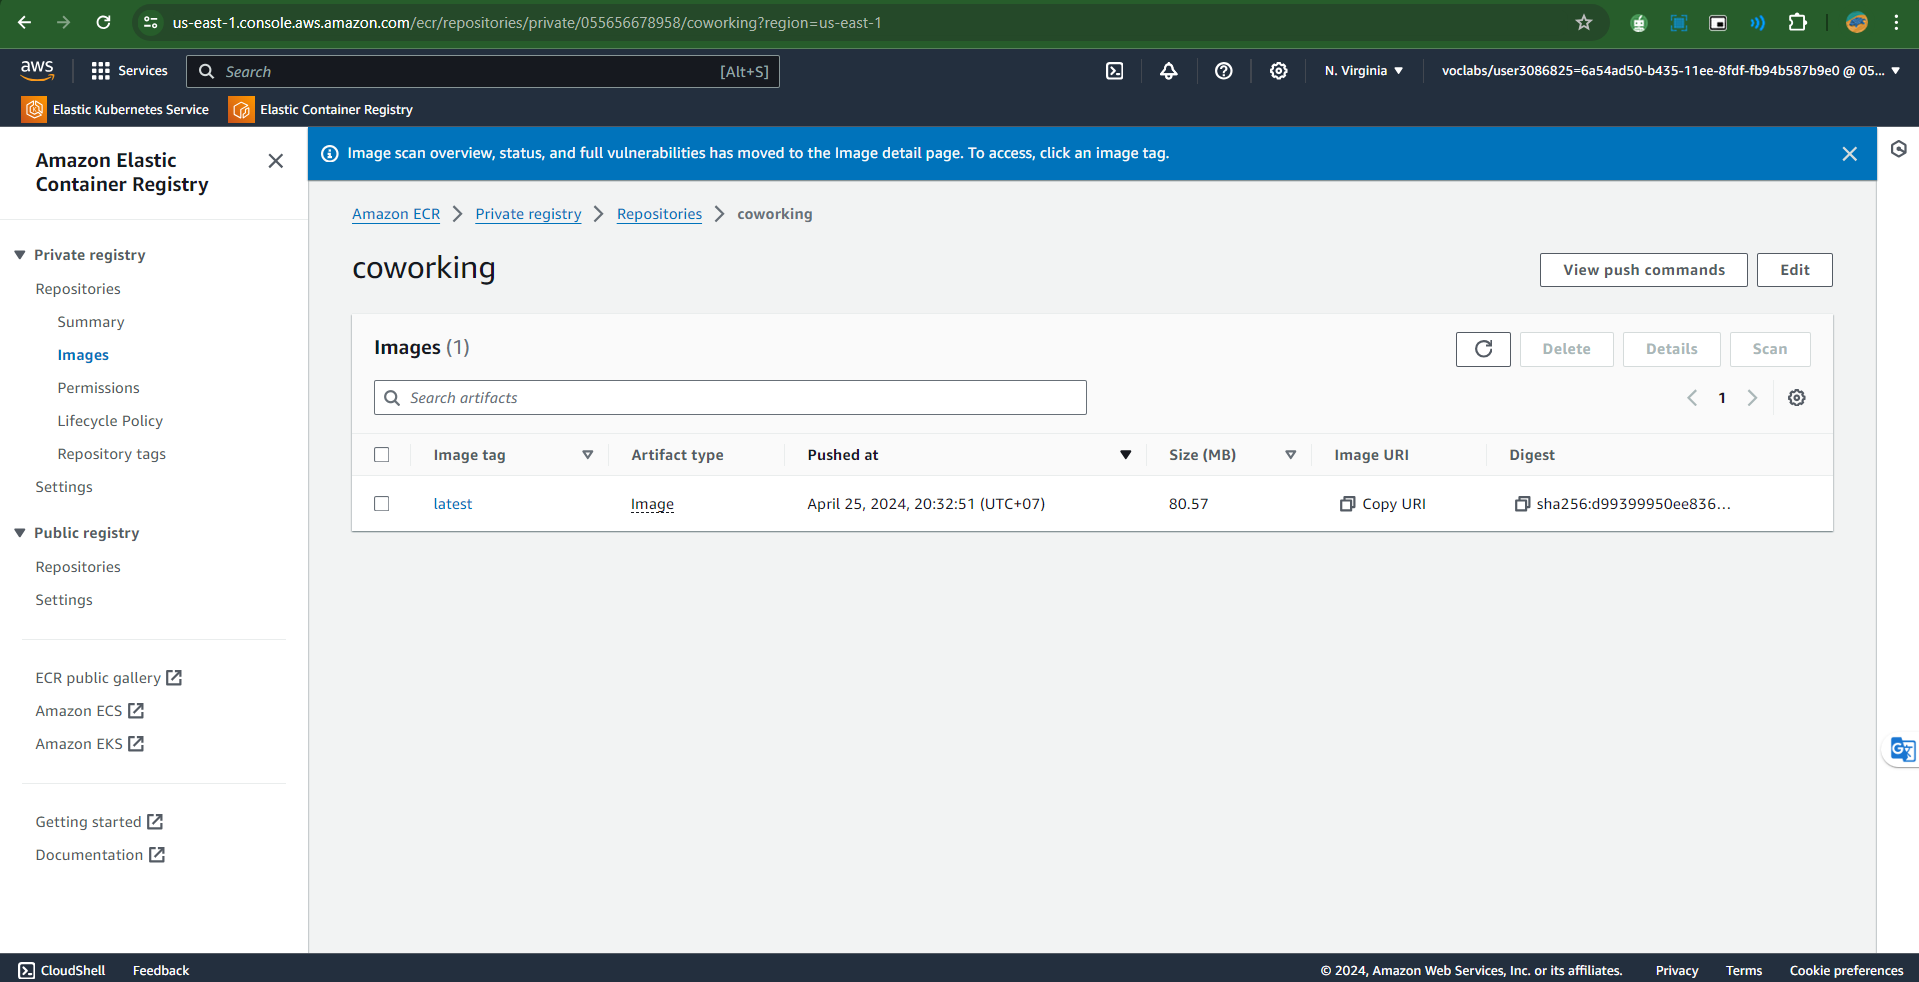 us-east-1.console.aws.amazon.com/ecr/repositories/private/055656678958/coworking?region=us-east-1
aws Services Search [Alt+S] N. Virginia voclabs/user3086825=6a54ad50-b435-11ee-8fdf-fb94b587b9e0 @ 05...
Elastic Kubernetes Service Elastic Container Registry
Amazon Elastic
Container Registry
Private registry
Repositories
Summary
Images
Permissions
Lifecycle Policy
Repository tags
Settings
Public registry
Repositories
Settings
ECR public gallery
Amazon ECS
Amazon EKS
Getting started
Documentation
Image scan overview, status, and full vulnerabilities has moved to the Image detail page. To access, click an image tag.
Amazon ECR Private registry Repositories coworking
coworking
View push commands Edit
Images (1)
Delete Details Scan
Search artifacts
1
Image tag Artifact type Pushed at Size (MB) Image URI Digest
latest Image April 25, 2024, 20:32:51 (UTC+07) 80.57 Copy URI sha256:d99399950ee836...
CloudShell Feedback © 2024, Amazon Web Services, Inc. or its affiliates. Privacy Terms Cookie preferences